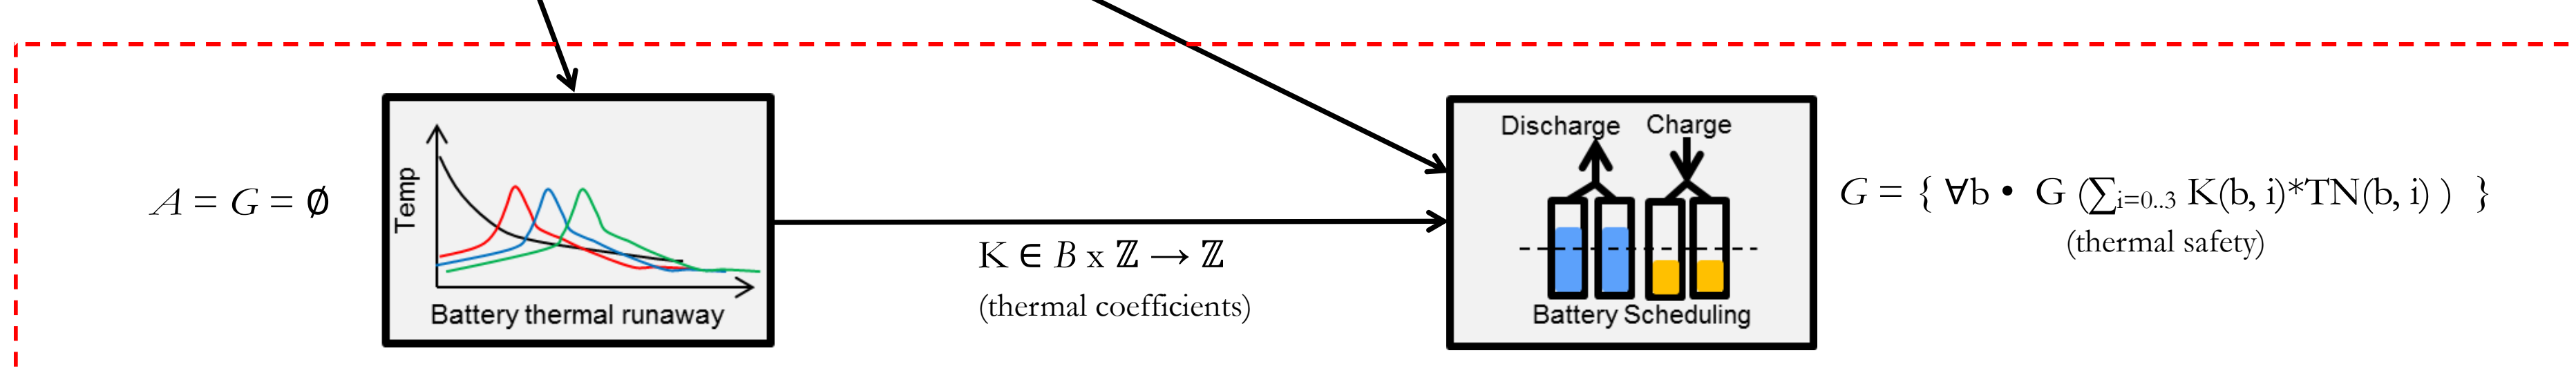 A = G = ∅
Temp
Battery thermal runaway
K ∈ B x ℤ → ℤ
(thermal coefficients)
Discharge Charge
Battery Scheduling
G = { ∀b • G (∑i=0..3 K(b, i)*TN(b, i) ) }
(thermal safety)